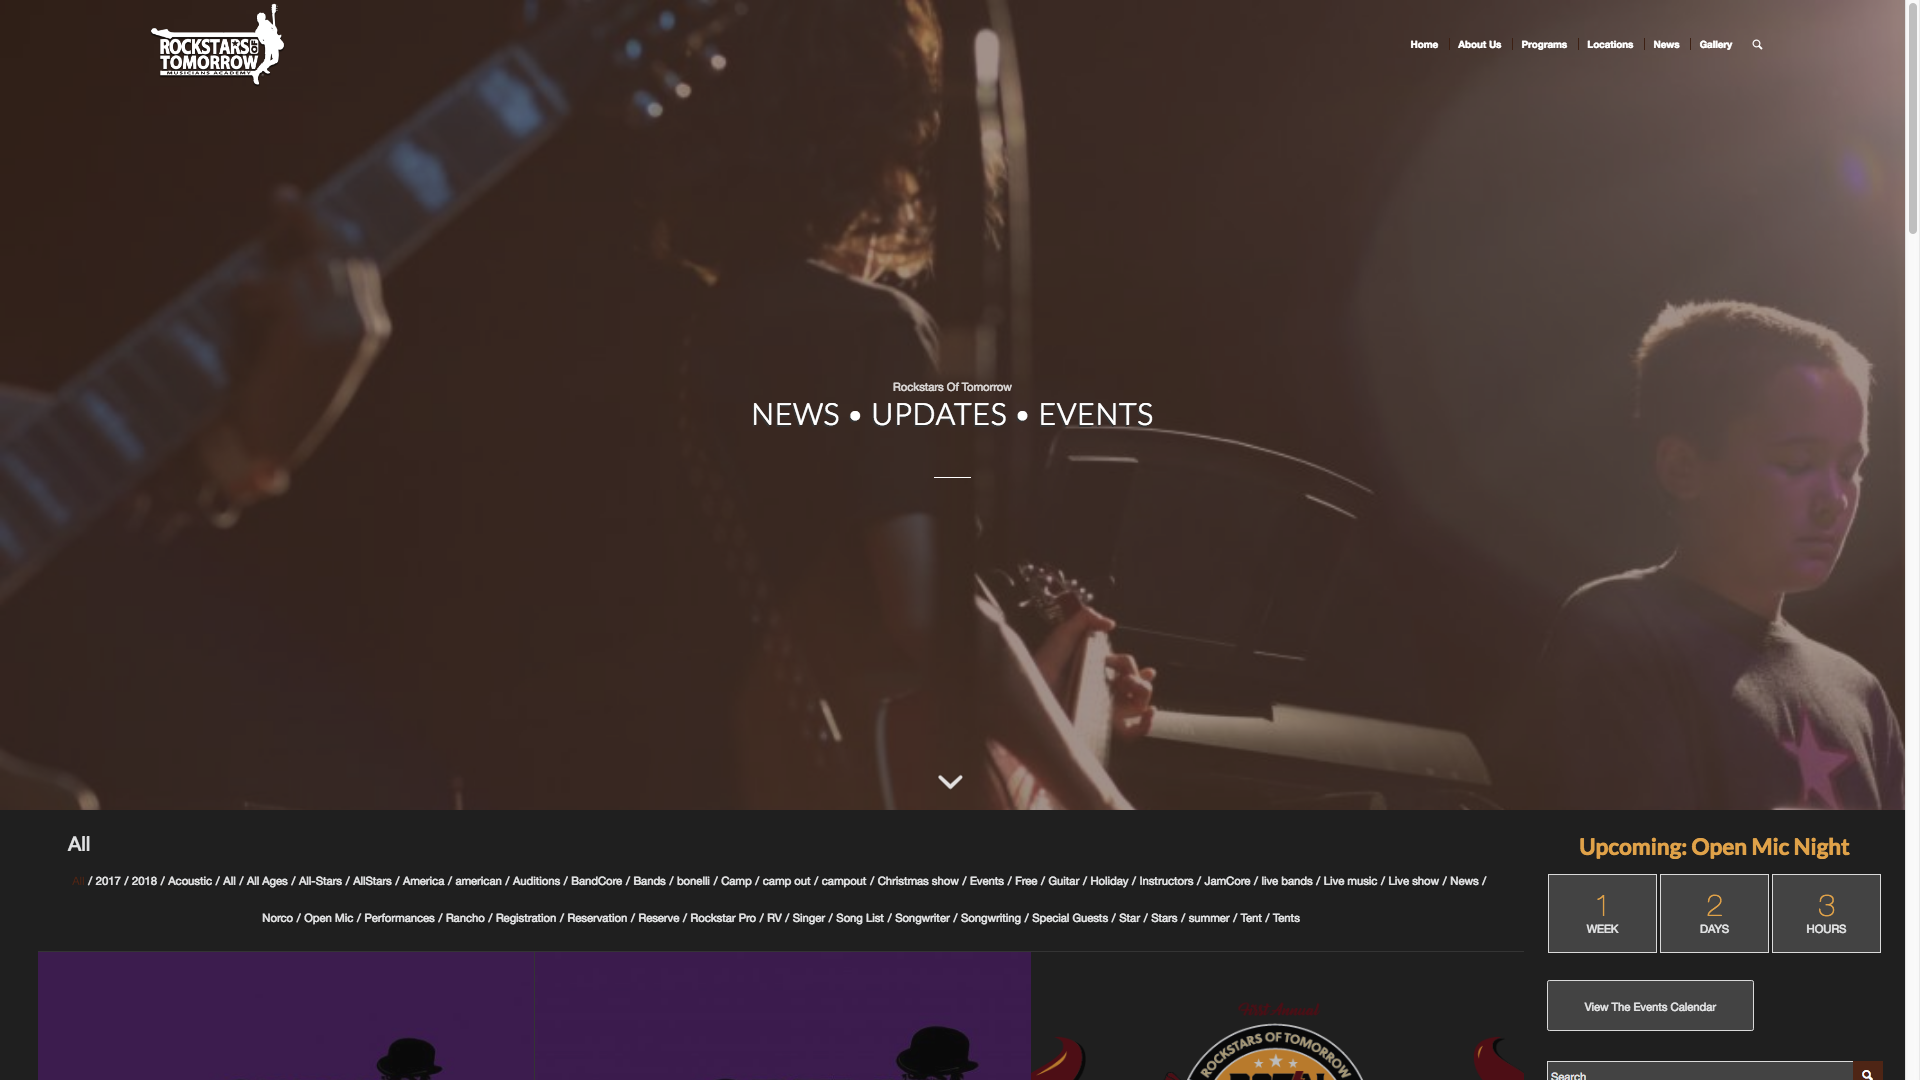 ROCKSTARS OF
TOMORROW
MUSICIANS ACADEMY
Home
About Us
Programs
Locations
News
Gallery
Rockstars Of Tomorrow
NEWS • UPDATES • EVENTS
All
All / 2017 / 2018 / Acoustic / All / All Ages / All-Stars / AllStars / America / american / Auditions / BandCore / Bands / bonelli / Camp / camp out / campout / Christmas show / Events / Free / Guitar / Holiday / Instructors / JamCore / live bands / Live music / Live show / News /
Norco / Open Mic / Performances / Rancho / Registration / Reservation / Reserve / Rockstar Pro / RV / Singer / Song List / Songwriter / Songwriting / Special Guests / Star / Stars / summer / Tent / Tents
ROCKSTARS OF TOMORROW
Upcoming: Open Mic Night
1
WEEK
2
DAYS
3
HOURS
View The Events Calendar
Search